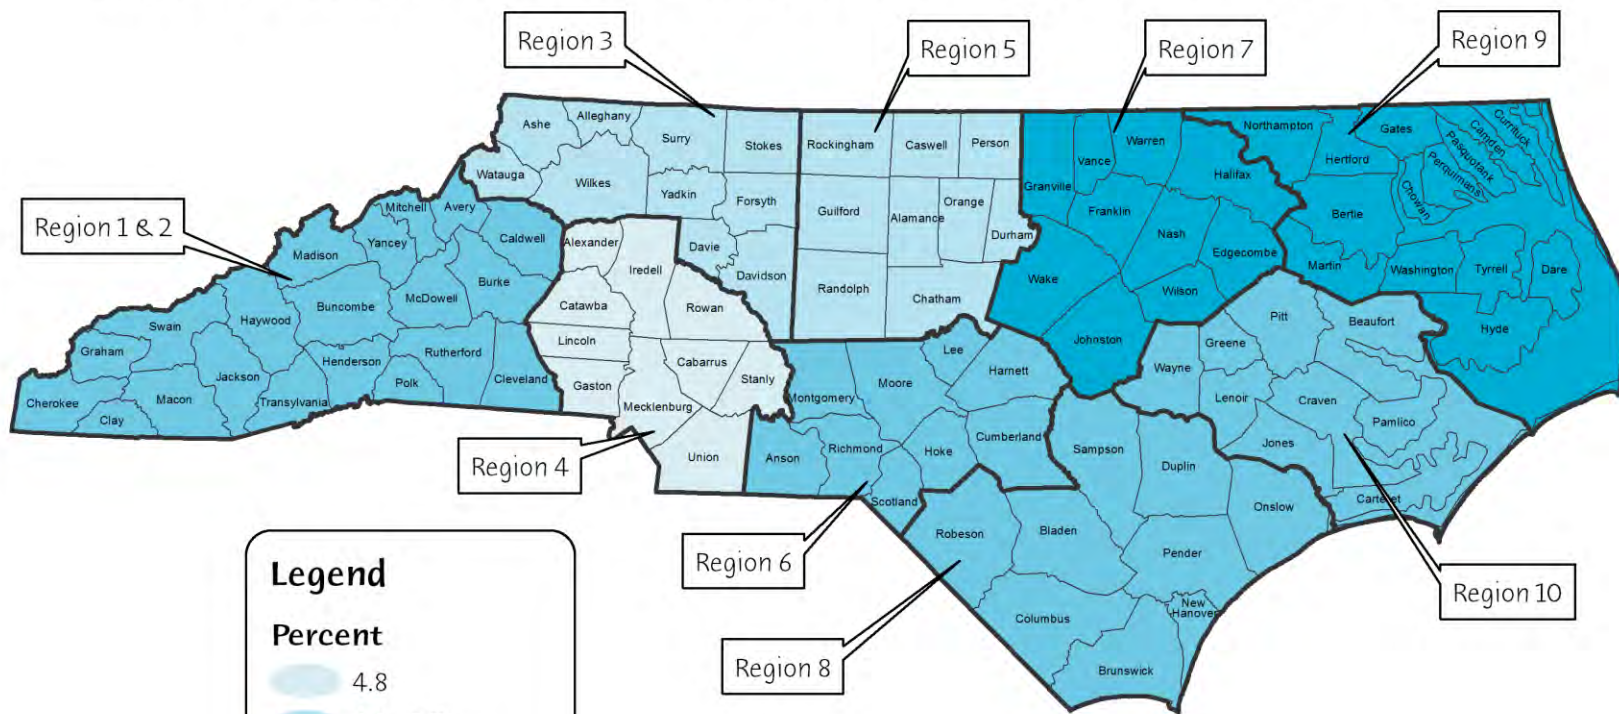 Region 3
Region 5
Region 7
Region 9
Region 1 & 2
Region 4
Region 6
Region 8
Region 10
Ashe
Alleghany
Surry
Stokes
Rockingham
Caswell
Person
Vance
Warren
Northampton
Gates
Currituck
Camden
Pasquotank
Perquimans
Chowan
Hertford
Halifax
Granville
Watauga
Wilkes
Yadkin
Forsyth
Guilford
Alamance
Orange
Durham
Franklin
Nash
Edgecombe
Bertie
Martin
Washington
Tyrrell
Dare
Hyde
Mitchell
Avery
Yancey
Madison
Caldwell
Alexander
Iredell
Davie
Davidson
Randolph
Chatham
Wake
Wilson
Johnston
Burke
McDowell
Buncombe
Haywood
Swain
Graham
Catawba
Rowan
Lincoln
Cabarrus
Stanly
Gaston
Mecklenburg
Union
Rutherford
Cleveland
Henderson
Polk
Jackson
Transylvania
Macon
Cherokee
Clay
Montgomery
Moore
Lee
Harnett
Anson
Richmond
Hoke
Cumberland
Scotland
Wayne
Greene
Pitt
Beaufort
Lenoir
Craven
Pamlico
Jones
Carteret
Sampson
Duplin
Onslow
Robeson
Bladen
Pender
Columbus
New
Hanover
Brunswick
Legend
Percent
4.8